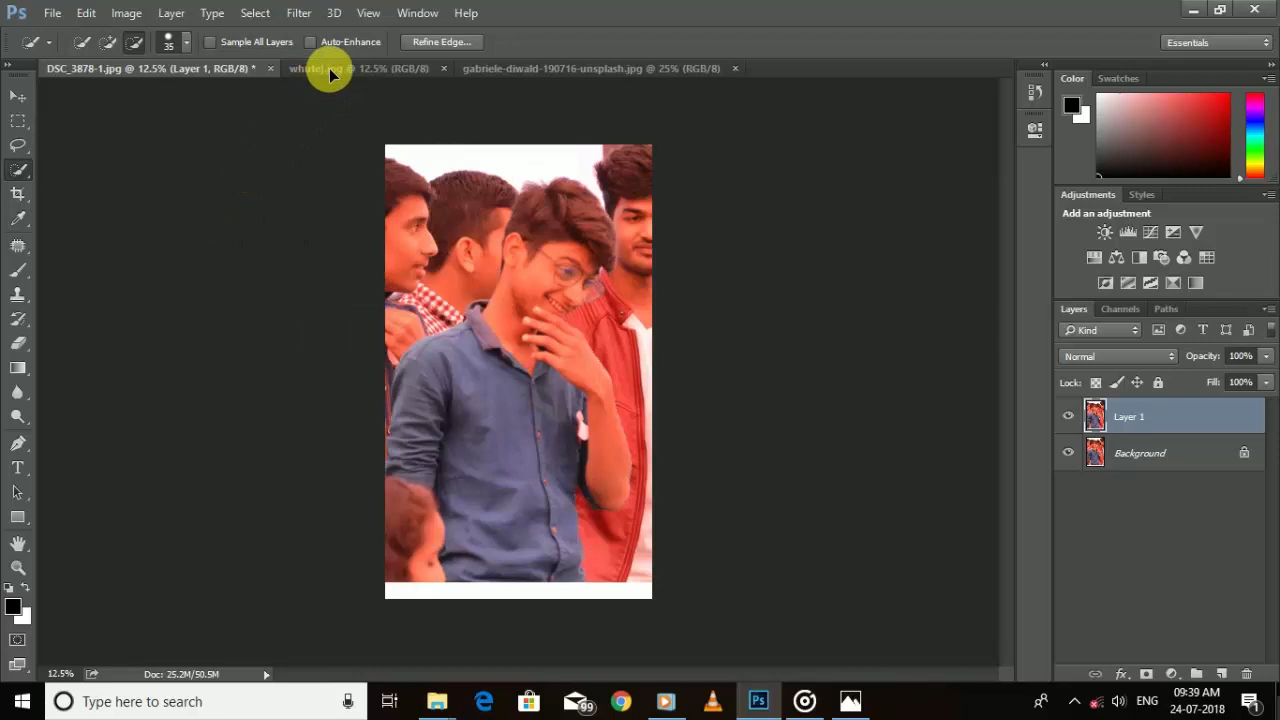 Ps File Edit Image Layer Type Select Filter 3D View Window Help
35 Sample All Layers Auto-Enhance Refine Edge... Essentials
DSC_3878-1.jpg @ 12.5% (Layer 1, RGB/8) * @ 12.5% (RGB/8) gabriele-diwald-190716-unsplash.jpg @ 25% (RGB/8)
Color Swatches
Adjustments Styles
Add an adjustment
Layers Channels Paths
Kind
Normal Opacity: 100%
Lock: Fill: 100%
Layer 1
Background
12.5% Doc: 25.2M/50.5M
Type here to search 99 Ps ENG 09:39 AM
24-07-2018 1